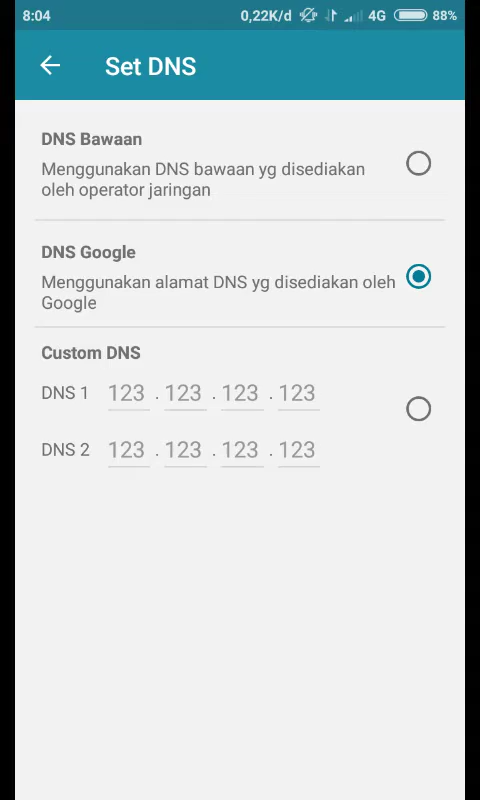 8:04 0,22K/d 4G 88%
Set DNS
DNS Bawaan
Menggunakan DNS bawaan yg disediakan
oleh operator jaringan
DNS Google
Menggunakan alamat DNS yg disediakan oleh
Google
Custom DNS
DNS 1 123 . 123 . 123 . 123
DNS 2 123 . 123 . 123 . 123